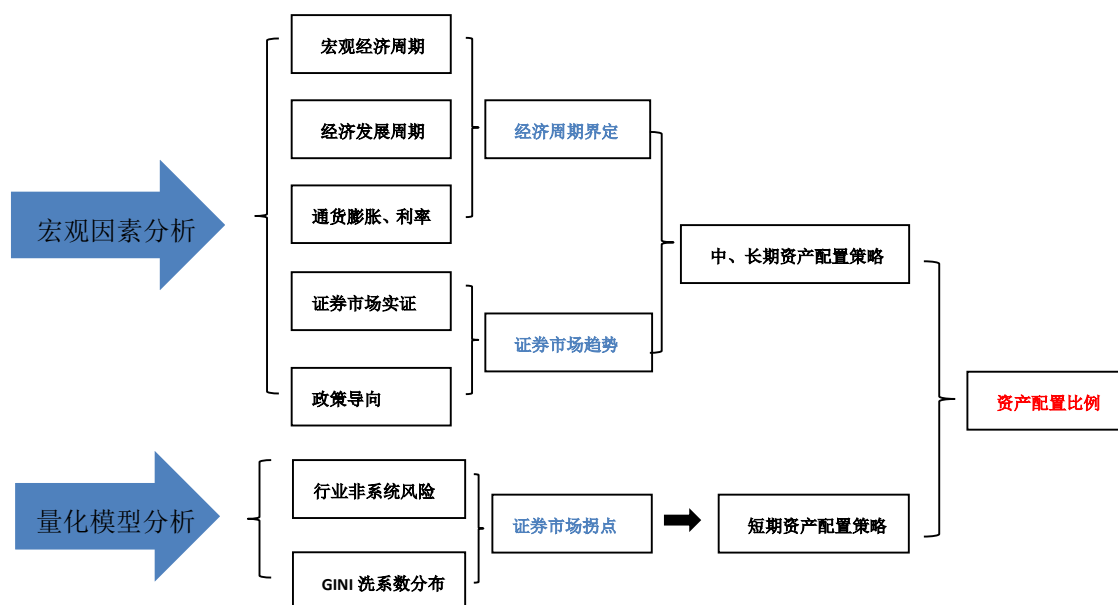 宏观因素分析
宏观经济周期
经济发展周期
通货膨胀、利率
证券市场实证
政策导向
经济周期界定
证券市场趋势
中、长期资产配置策略
量化模型分析
行业非系统风险
GINI 洗系数分布
证券市场拐点
短期资产配置策略
资产配置比例